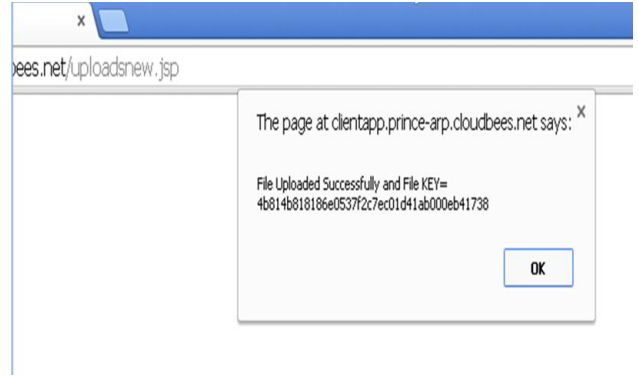 bees.net/uploadsnew.jsp
The page at clientapp.prince-arp.cloudbees.net says:
File Uploaded Successfully and File KEY=
4b814b818186e0537f2c7ec01d41ab000eb41738
OK